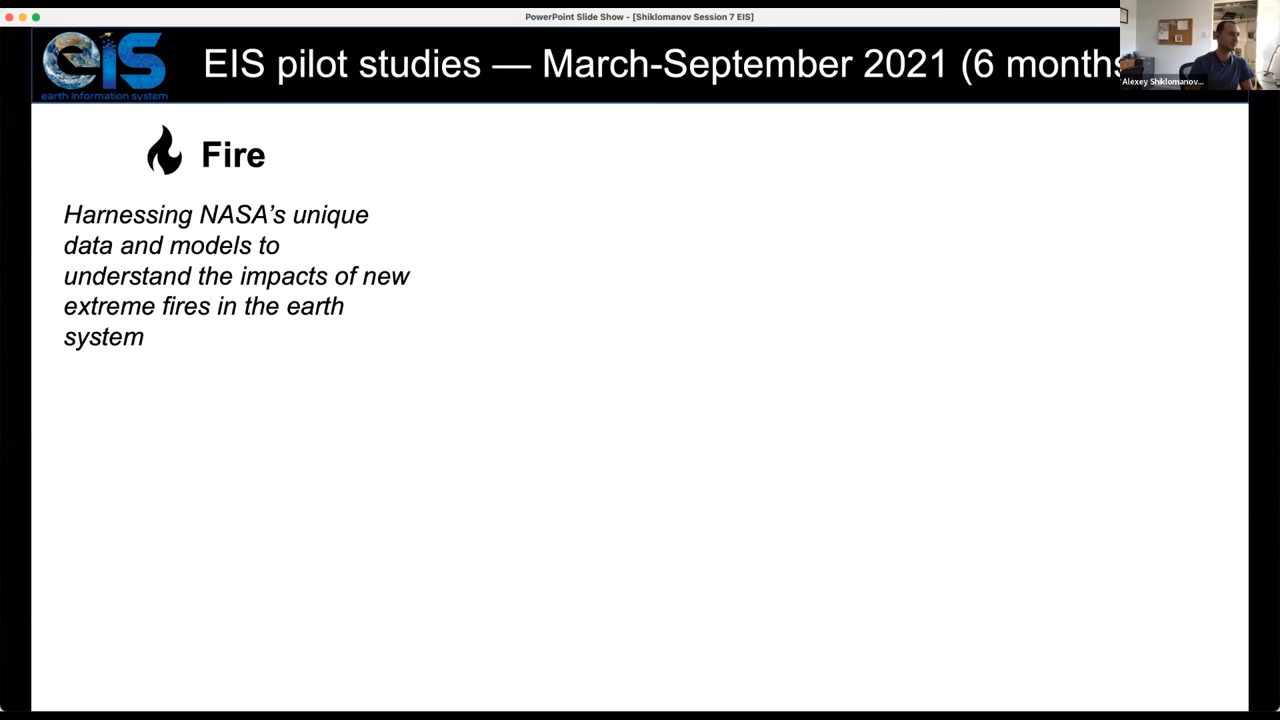 PowerPoint Slide Show - [Shiklomanov Session 7 EIS]
eis
earth information system
EIS pilot studies — March-September 2021 (6 months
Alexey Shiklomanov...
Fire
Harnessing NASA's unique
data and models to
understand the impacts of new
extreme fires in the earth
system